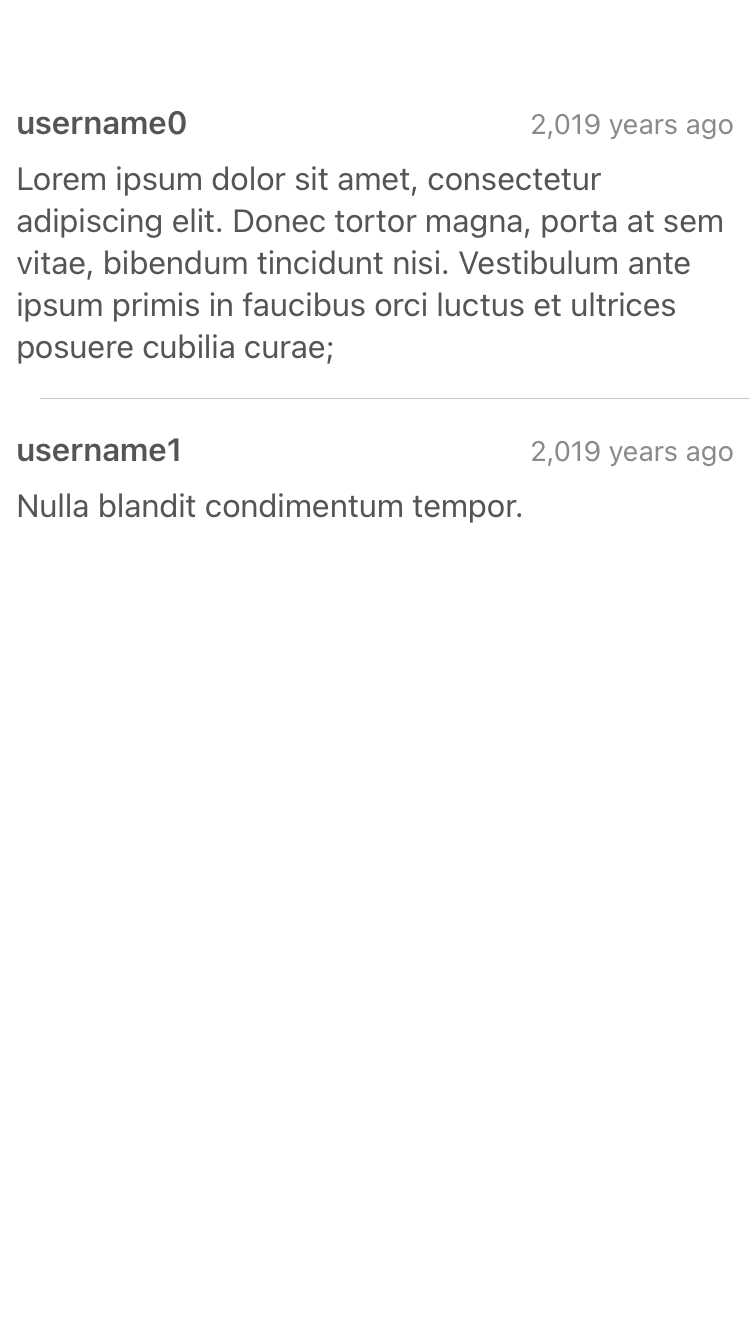 username0 2,019 years ago
Lorem ipsum dolor sit amet, consectetur
adipiscing elit. Donec tortor magna, porta at sem
vitae, bibendum tincidunt nisi. Vestibulum ante
ipsum primis in faucibus orci luctus et ultrices
posuere cubilia curae;
username1 2,019 years ago
Nulla blandit condimentum tempor.